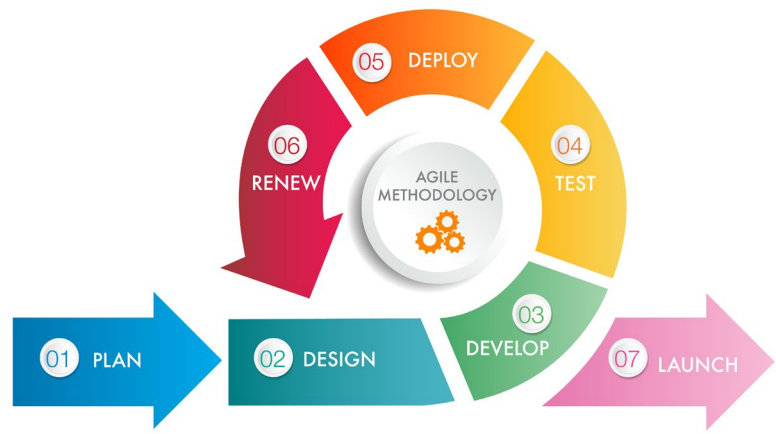 01 PLAN
02 DESIGN
03
DEVELOP
04
TEST
05 DEPLOY
06
RENEW
07 LAUNCH
AGILE
METHODOLOGY